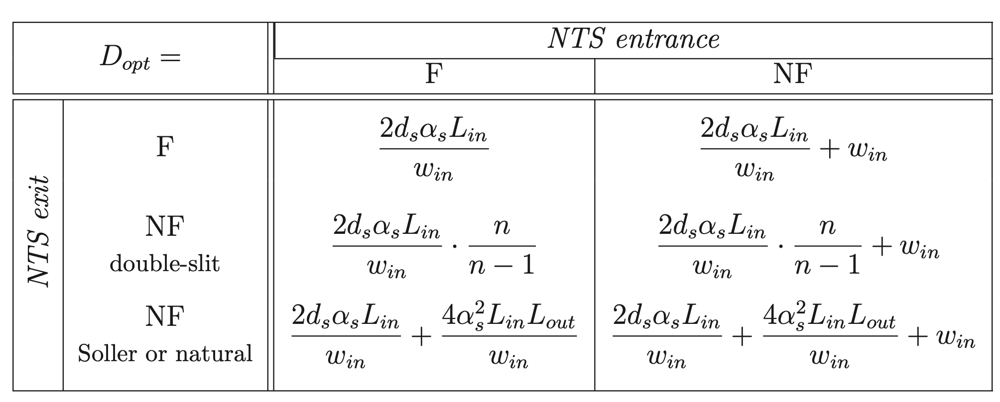 $D_{opt} =$
NTS entrance
F
NF
NTS exit
F
$\frac{2d_s\alpha_s L_{in}}{w_{in}}$
$\frac{2d_s\alpha_s L_{in}}{w_{in}} + w_{in}$
NF
double-slit
$\frac{2d_s\alpha_s L_{in}}{w_{in}} \cdot \frac{n}{n-1}$
$\frac{2d_s\alpha_s L_{in}}{w_{in}} \cdot \frac{n}{n-1} + w_{in}$
NF
Soller or natural
$\frac{2d_s\alpha_s L_{in}}{w_{in}} + \frac{4\alpha_s^2 L_{in} L_{out}}{w_{in}}$
$\frac{2d_s\alpha_s L_{in}}{w_{in}} + \frac{4\alpha_s^2 L_{in} L_{out}}{w_{in}} + w_{in}$